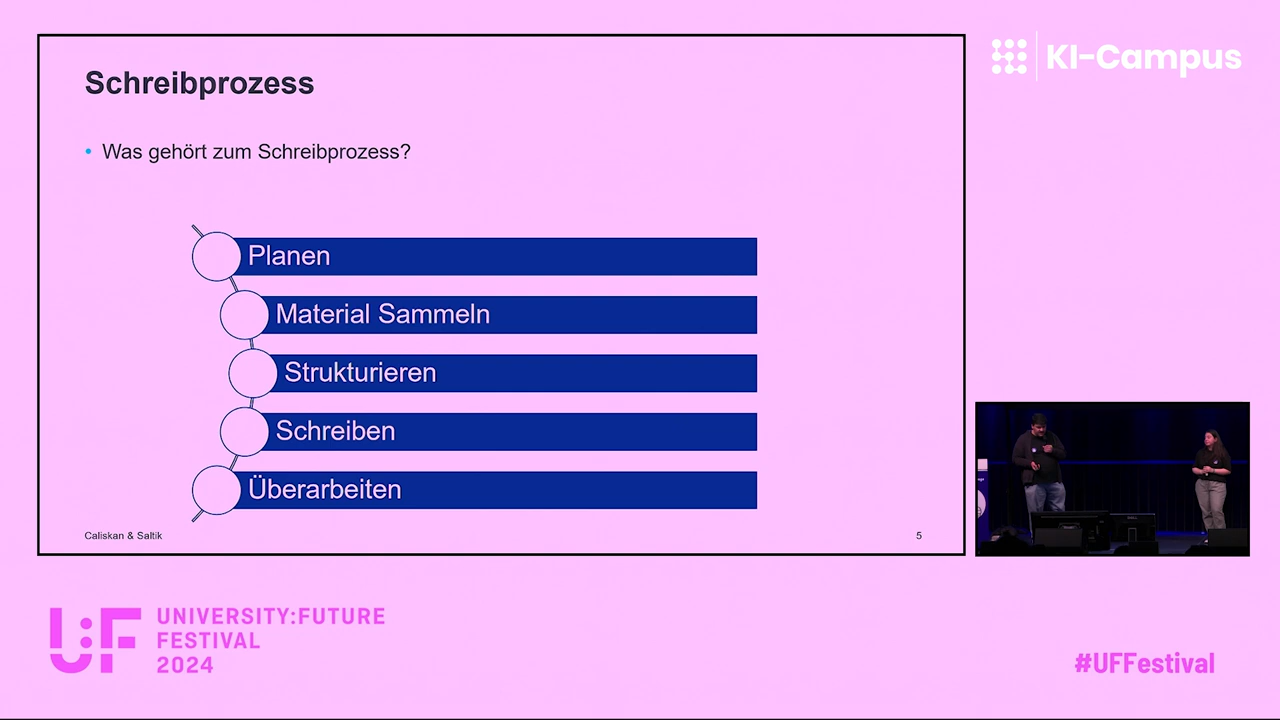 Schreibprozess
• Was gehört zum Schreibprozess?
Planen
Material Sammeln
Strukturieren
Schreiben
Überarbeiten
Caliskan & Saltik
5
KI-Campus
U:F
UNIVERSITY:FUTURE
FESTIVAL
2024
#UFFestival